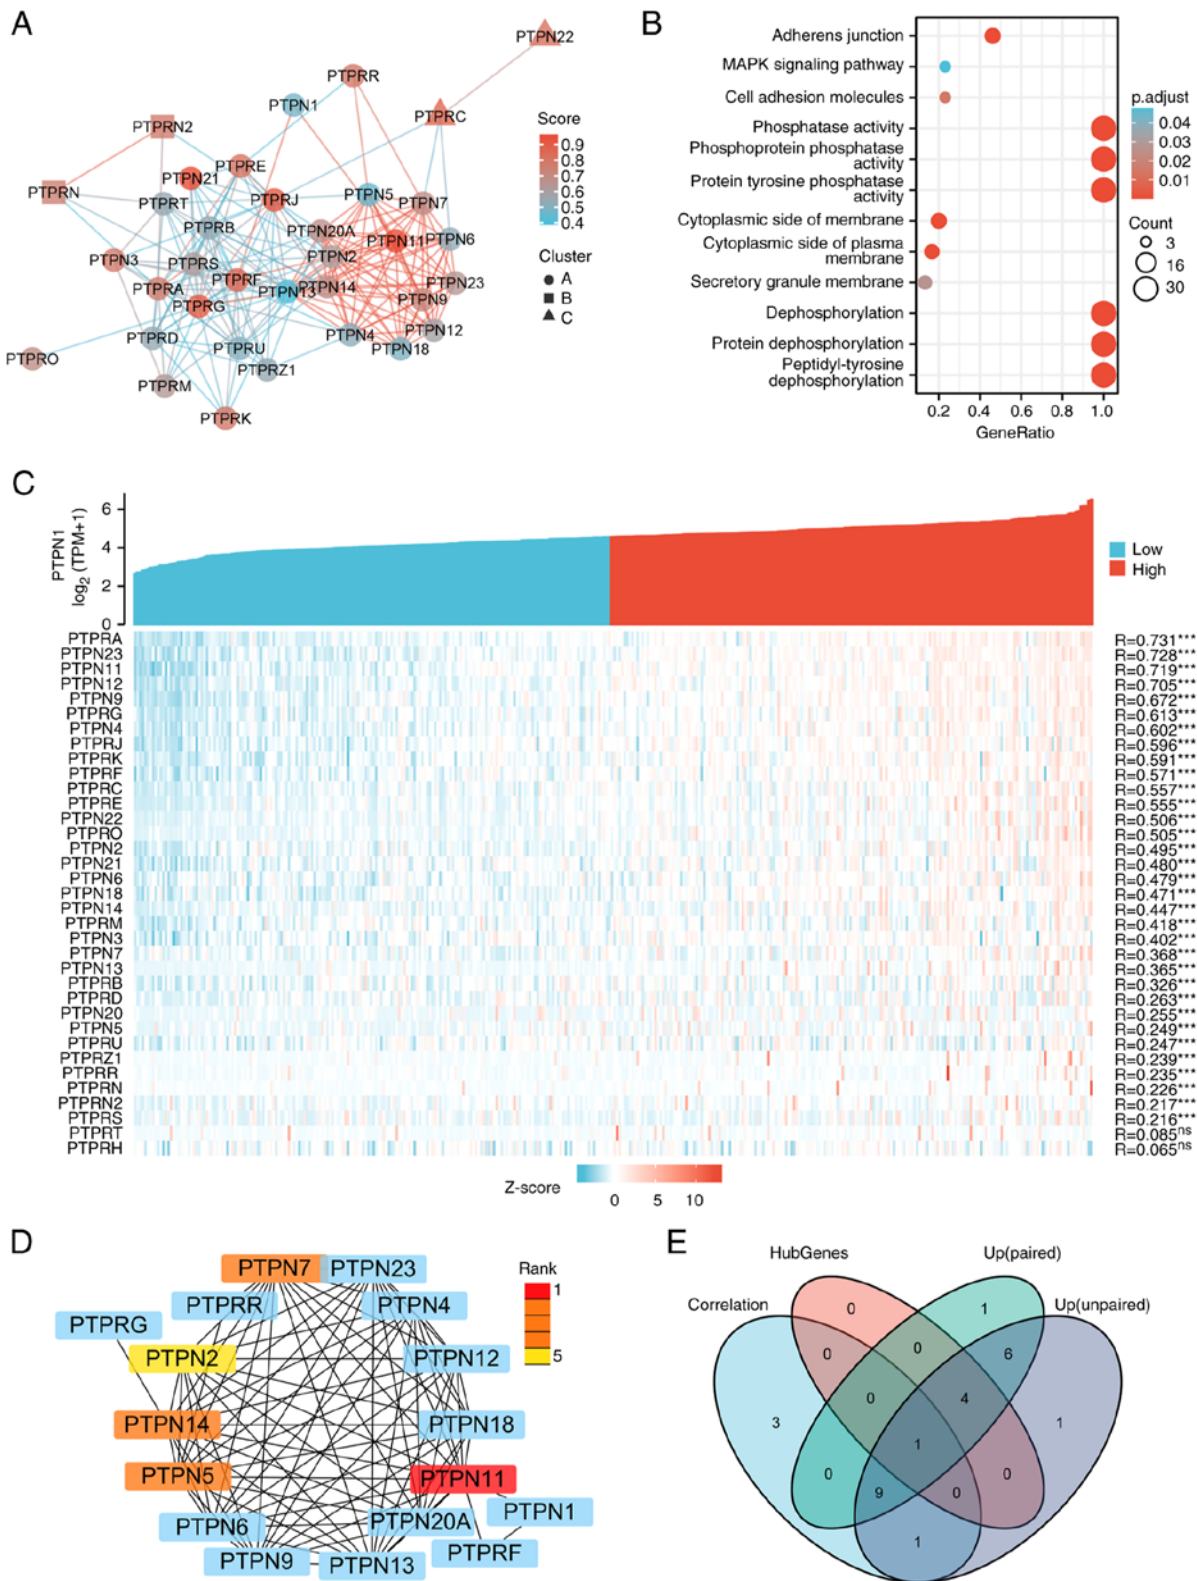 A
PTPN22
PTPRR
PTPN1
PTPRC
PTPRN2
PTPRE
PTPN21
PTPRN
PTPRT
PTPRJ
PTPN5
PTPN7
PTPRB
PTPN20A
PTPN11
PTPN6
PTPN3
PTPRS
PTPN2
PTPRA
PTPRF
PTPN13
PTPN14
PTPN23
PTPRG
PTPN9
PTPRD
PTPRU
PTPN4
PTPN12
PTPN18
PTPRO
PTPRZ1
PTPRM
PTPRK
Score
0.9
0.8
0.7
0.6
0.5
0.4
Cluster
A
B
C
B
Adherens junction
MAPK signaling pathway
Cell adhesion molecules
Phosphatase activity
Phosphoprotein phosphatase
activity
Protein tyrosine phosphatase
activity
Cytoplasmic side of membrane
Cytoplasmic side of plasma
membrane
Secretory granule membrane
Dephosphorylation
Protein dephosphorylation
Peptidyl-tyrosine
dephosphorylation
0.2 0.4 0.6 0.8 1.0
GeneRatio
p.adjust
0.04
0.03
0.02
0.01
Count
3
16
30
C
PTPN1
log2 (TPM+1)
6
4
2
0
Low
High
PTPRA R=0.731***
PTPN23 R=0.728***
PTPN11 R=0.719***
PTPN12 R=0.705***
PTPN9 R=0.672***
PTPRG R=0.613***
PTPN4 R=0.602***
PTPRJ R=0.596***
PTPRK R=0.591***
PTPRF R=0.571***
PTPRC R=0.557***
PTPRE R=0.555***
PTPN22 R=0.506***
PTPRO R=0.505***
PTPN2 R=0.495***
PTPN21 R=0.480***
PTPN6 R=0.479***
PTPN18 R=0.471***
PTPN14 R=0.447***
PTPRM R=0.418***
PTPN3 R=0.402***
PTPN7 R=0.368***
PTPN13 R=0.365***
PTPRB R=0.326***
PTPRD R=0.263***
PTPN20 R=0.255***
PTPN5 R=0.249***
PTPRU R=0.247***
PTPRZ1 R=0.239***
PTPRR R=0.235***
PTPRN R=0.226***
PTPRN2 R=0.217***
PTPRS R=0.216***
PTPRT R=0.085ns
PTPRH R=0.065ns
Z-score
0 5 10
D
PTPN7
PTPN23
PTPRR
PTPN4
PTPRG
PTPN2
PTPN12
PTPN14
PTPN18
PTPN5
PTPN11
PTPN1
PTPN6
PTPN20A
PTPN9
PTPN13
PTPRF
Rank
1
5
E
HubGenes
Up(paired)
Correlation
Up(unpaired)
0
1
0
0
6
0
4
3
1
1
0
0
9
0
1